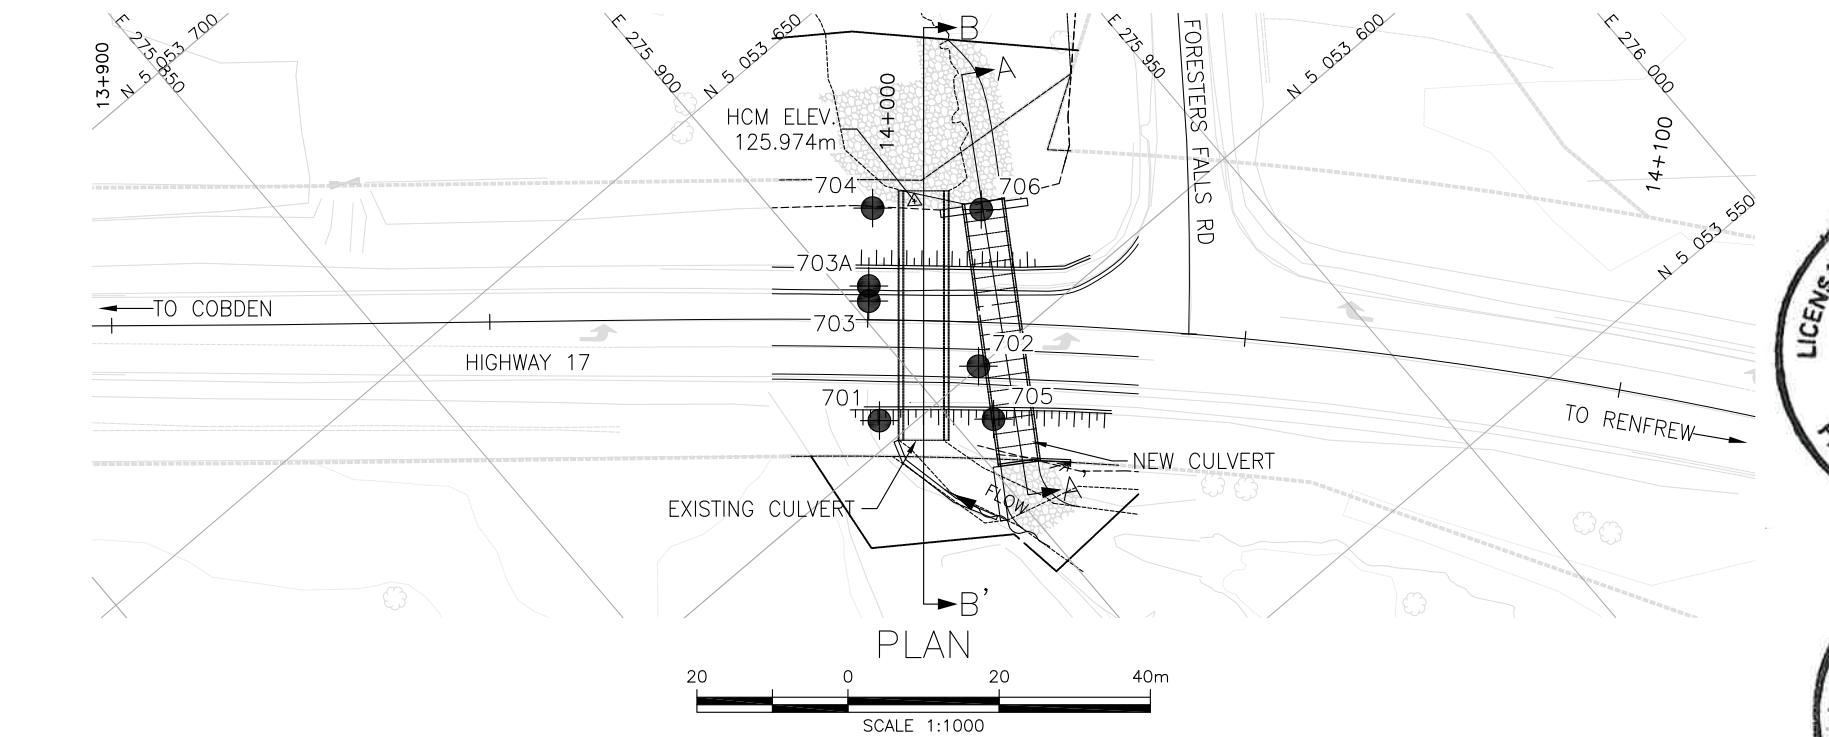 13+900
E 275 850
N 5 053 700
E 275 900
N 5 053 650
B
A
14+000
HCM ELEV.
125.974m
E 275 950
FORESTERS FALLS RD
N 5 053 600
E 276 000
14+100
N 5 053 550
704
706
703A
TO COBDEN
703
HIGHWAY 17
702
701
705
TO RENFREW
NEW CULVERT
EXISTING CULVERT
FLOW
A
B'
PLAN
20 0 20 40m
SCALE 1:1000